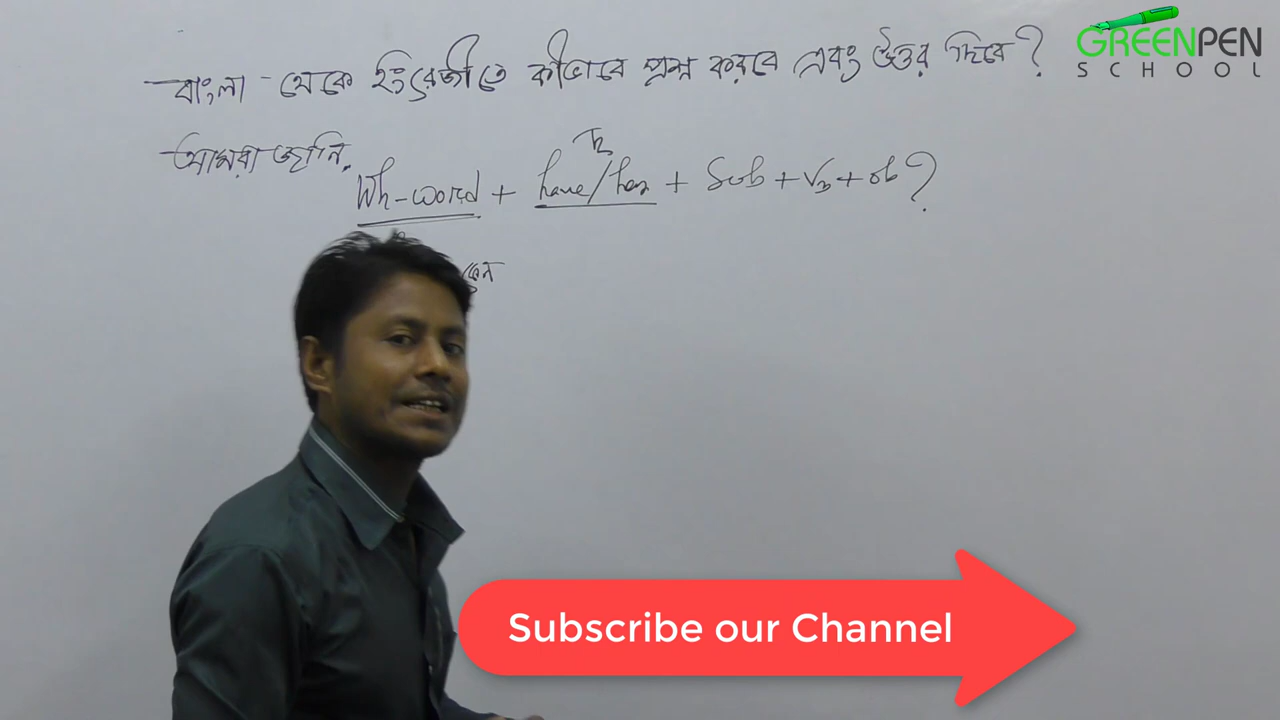 GREENPEN
SCHOOL
বাংলা - থেকে ইংরেজীতে কীভাবে প্রশ্ন করবে এবং উত্তর দিবে?
আমরা জানি,
Wh-word + have/has + Sub + V3 + ob?
Subscribe our Channel